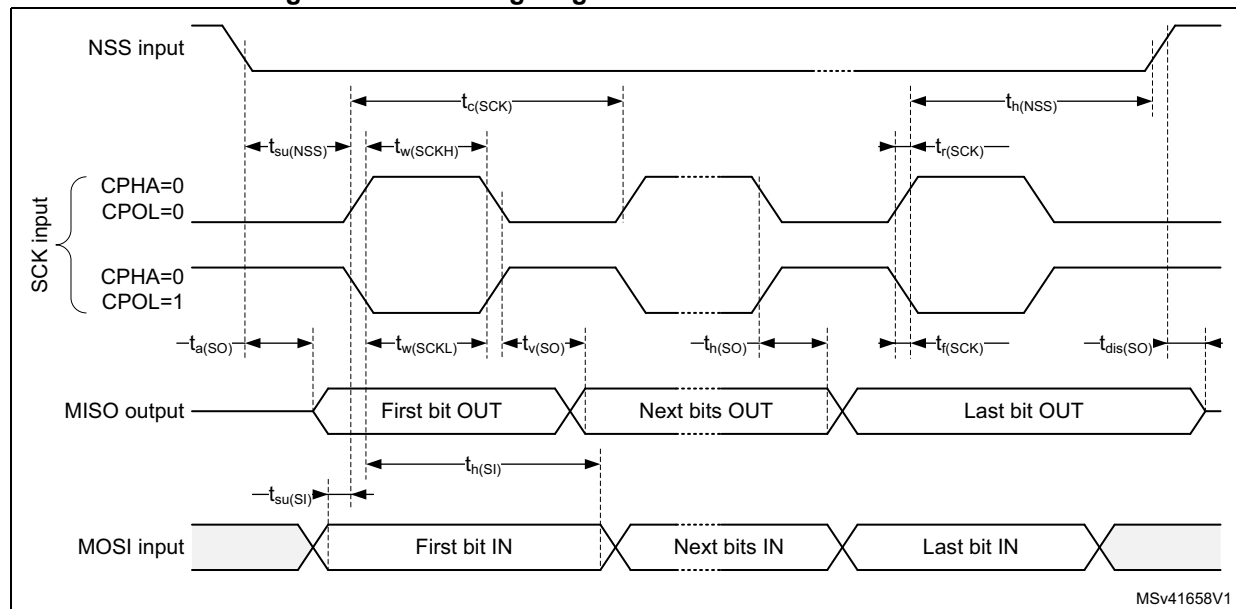 NSS input
tc(SCK)
th(NSS)
tsu(NSS)
tw(SCKH)
tr(SCK)
SCK input
CPHA=0
CPOL=0
CPHA=0
CPOL=1
ta(SO)
tw(SCKL)
tv(SO)
th(SO)
tf(SCK)
tdis(SO)
MISO output
First bit OUT
Next bits OUT
Last bit OUT
th(SI)
tsu(SI)
MOSI input
First bit IN
Next bits IN
Last bit IN
MSv41658V1